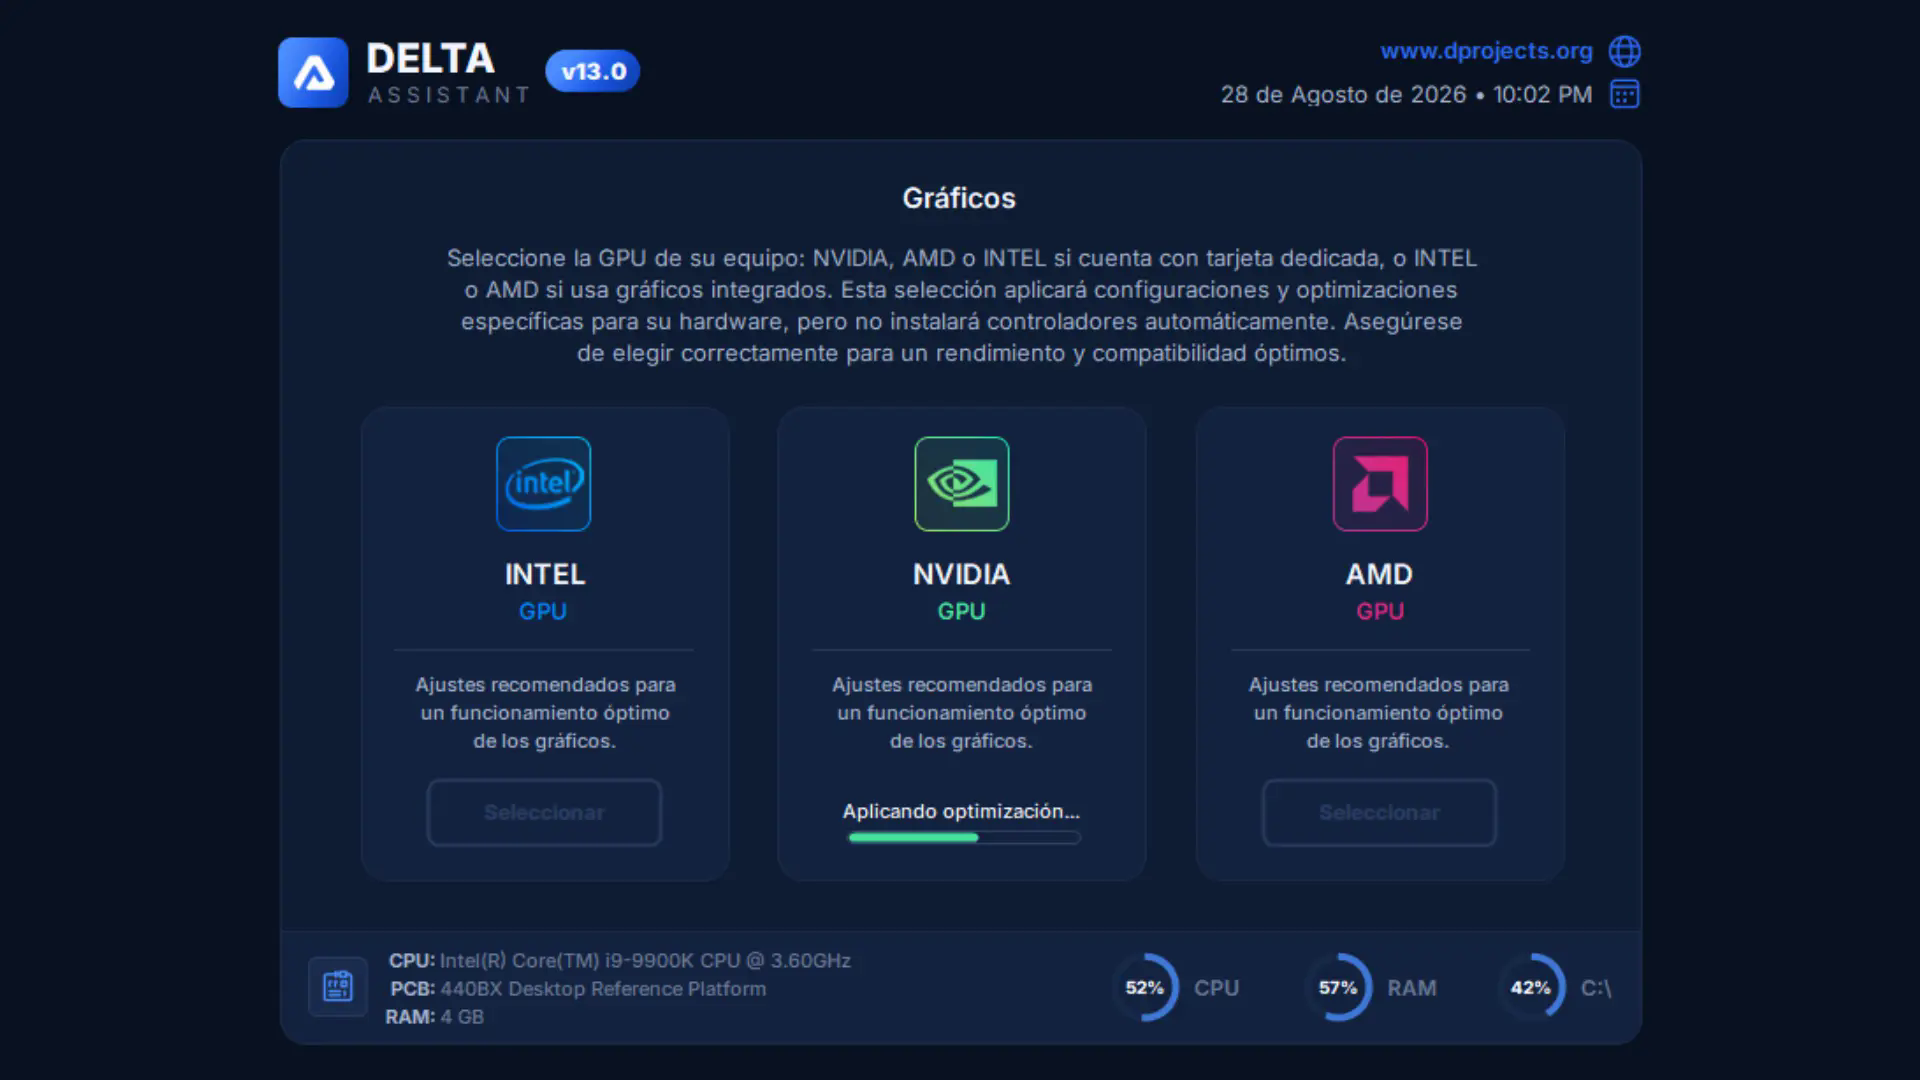 DELTA
ASSISTANT
v13.0
www.dprojects.org
28 de Agosto de 2026 • 10:02 PM
Gráficos
Seleccione la GPU de su equipo: NVIDIA, AMD o INTEL si cuenta con tarjeta dedicada, o INTEL
o AMD si usa gráficos integrados. Esta selección aplicará configuraciones y optimizaciones
específicas para su hardware, pero no instalará controladores automáticamente. Asegúrese
de elegir correctamente para un rendimiento y compatibilidad óptimos.
intel
INTEL
GPU
Ajustes recomendados para
un funcionamiento óptimo
de los gráficos.
Seleccionar
NVIDIA
GPU
Ajustes recomendados para
un funcionamiento óptimo
de los gráficos.
Aplicando optimización...
AMD
GPU
Ajustes recomendados para
un funcionamiento óptimo
de los gráficos.
Seleccionar
CPU: Intel(R) Core(TM) i9-9900K CPU @ 3.60GHz
PCB: 440BX Desktop Reference Platform
RAM: 4 GB
52% CPU
57% RAM
42% C:\